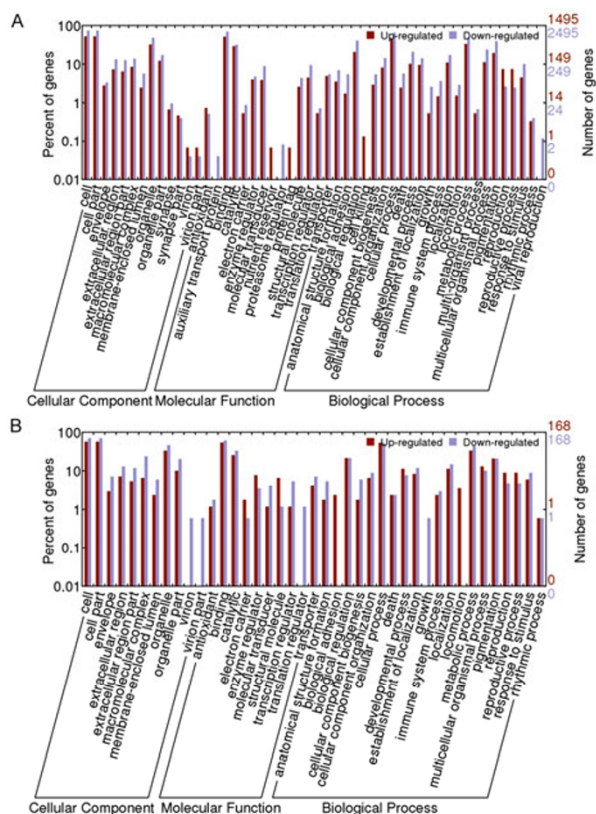 A
1495
2495
Up-regulated
Down-regulated
100
10
1
0.1
0.01
Percent of genes
149
249
14
24
1
2
0
0
Number of genes
cell
cell part
envelope
extracellular region
extracellular region part
macromolecular complex
membrane-enclosed lumen
organelle
organelle part
synapse
synapse part
virion
virion part
antioxidant
auxiliary transport protein
binding
catalytic
electron carrier
enzyme regulator
molecular transducer
nutrient reservoir
proteasome regulator
protein tag
structural molecule
transcription regulator
translation regulator
transporter
anatomical structure formation
biological adhesion
biological regulation
cell killing
cellular component biogenesis
cellular component organization
cellular process
death
developmental process
establishment of localization
growth
immune system process
localization
locomotion
metabolic process
multi-organism process
multicellular organismal process
pigmentation
reproduction
reproductive process
response to stimulus
rhythmic process
viral reproduction
Cellular Component
Molecular Function
Biological Process
B
168
168
Up-regulated
Down-regulated
100
10
1
0.1
0.01
Percent of genes
1
1
0
0
Number of genes
cell
cell part
envelope
extracellular region
extracellular region part
macromolecular complex
membrane-enclosed lumen
organelle
organelle part
virion
virion part
antioxidant
binding
catalytic
electron carrier
enzyme regulator
molecular transducer
structural molecule
transcription regulator
translation regulator
transporter
anatomical structure formation
biological adhesion
biological regulation
cellular component biogenesis
cellular component organization
cellular process
death
developmental process
establishment of localization
growth
immune system process
localization
locomotion
metabolic process
multicellular organismal process
pigmentation
reproduction
reproductive process
response to stimulus
rhythmic process
Cellular Component
Molecular Function
Biological Process